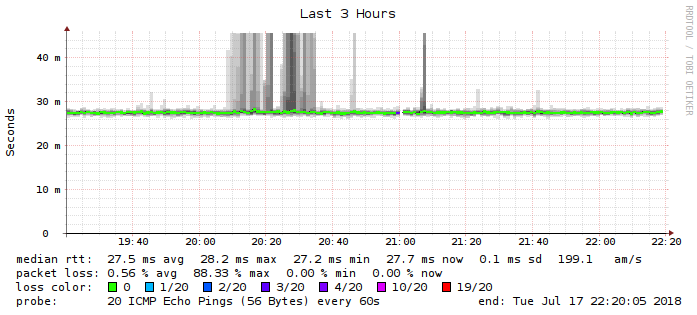 Last 3 Hours
RRDTOOL / TOBI OETIKER
Seconds
40 m
30 m
20 m
10 m
0
19:40 20:00 20:20 20:40 21:00 21:20 21:40 22:00 22:20
median rtt: 27.5 ms avg 28.2 ms max 27.2 ms min 27.7 ms now 0.1 ms sd 199.1 am/s
packet loss: 0.56 % avg 88.33 % max 0.00 % min 0.00 % now
loss color: 0 1/20 2/20 3/20 4/20 10/20 19/20
probe: 20 ICMP Echo Pings (56 Bytes) every 60s end: Tue Jul 17 22:20:05 2018